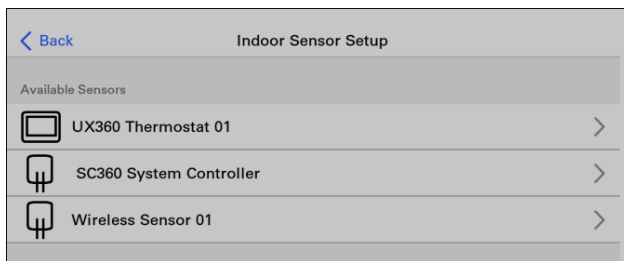 Back
Indoor Sensor Setup
Available Sensors
UX360 Thermostat 01
SC360 System Controller
Wireless Sensor 01